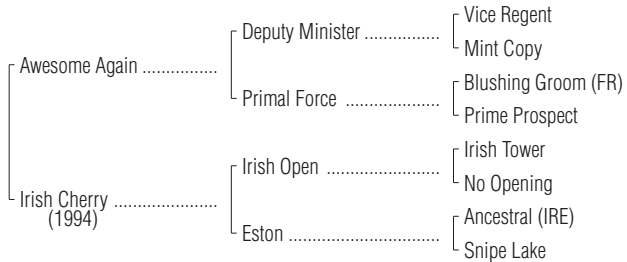 Vice Regent
Deputy Minister ................
Mint Copy
Awesome Again ................
Blushing Groom (FR)
Primal Force ....................
Prime Prospect
Irish Tower
Irish Open ........................
No Opening
Irish Cherry ......................
(1994)
Ancestral (IRE)
Eston ................................
Snipe Lake